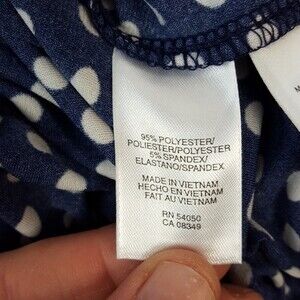 95% POLYESTER/
POLIESTER/POLYESTER
5% SPANDEX/
ELASTANO/SPANDEX
MADE IN VIETNAM
HECHO EN VIETNAM
FAIT AU VIETNAM
RN 54050
CA 08349